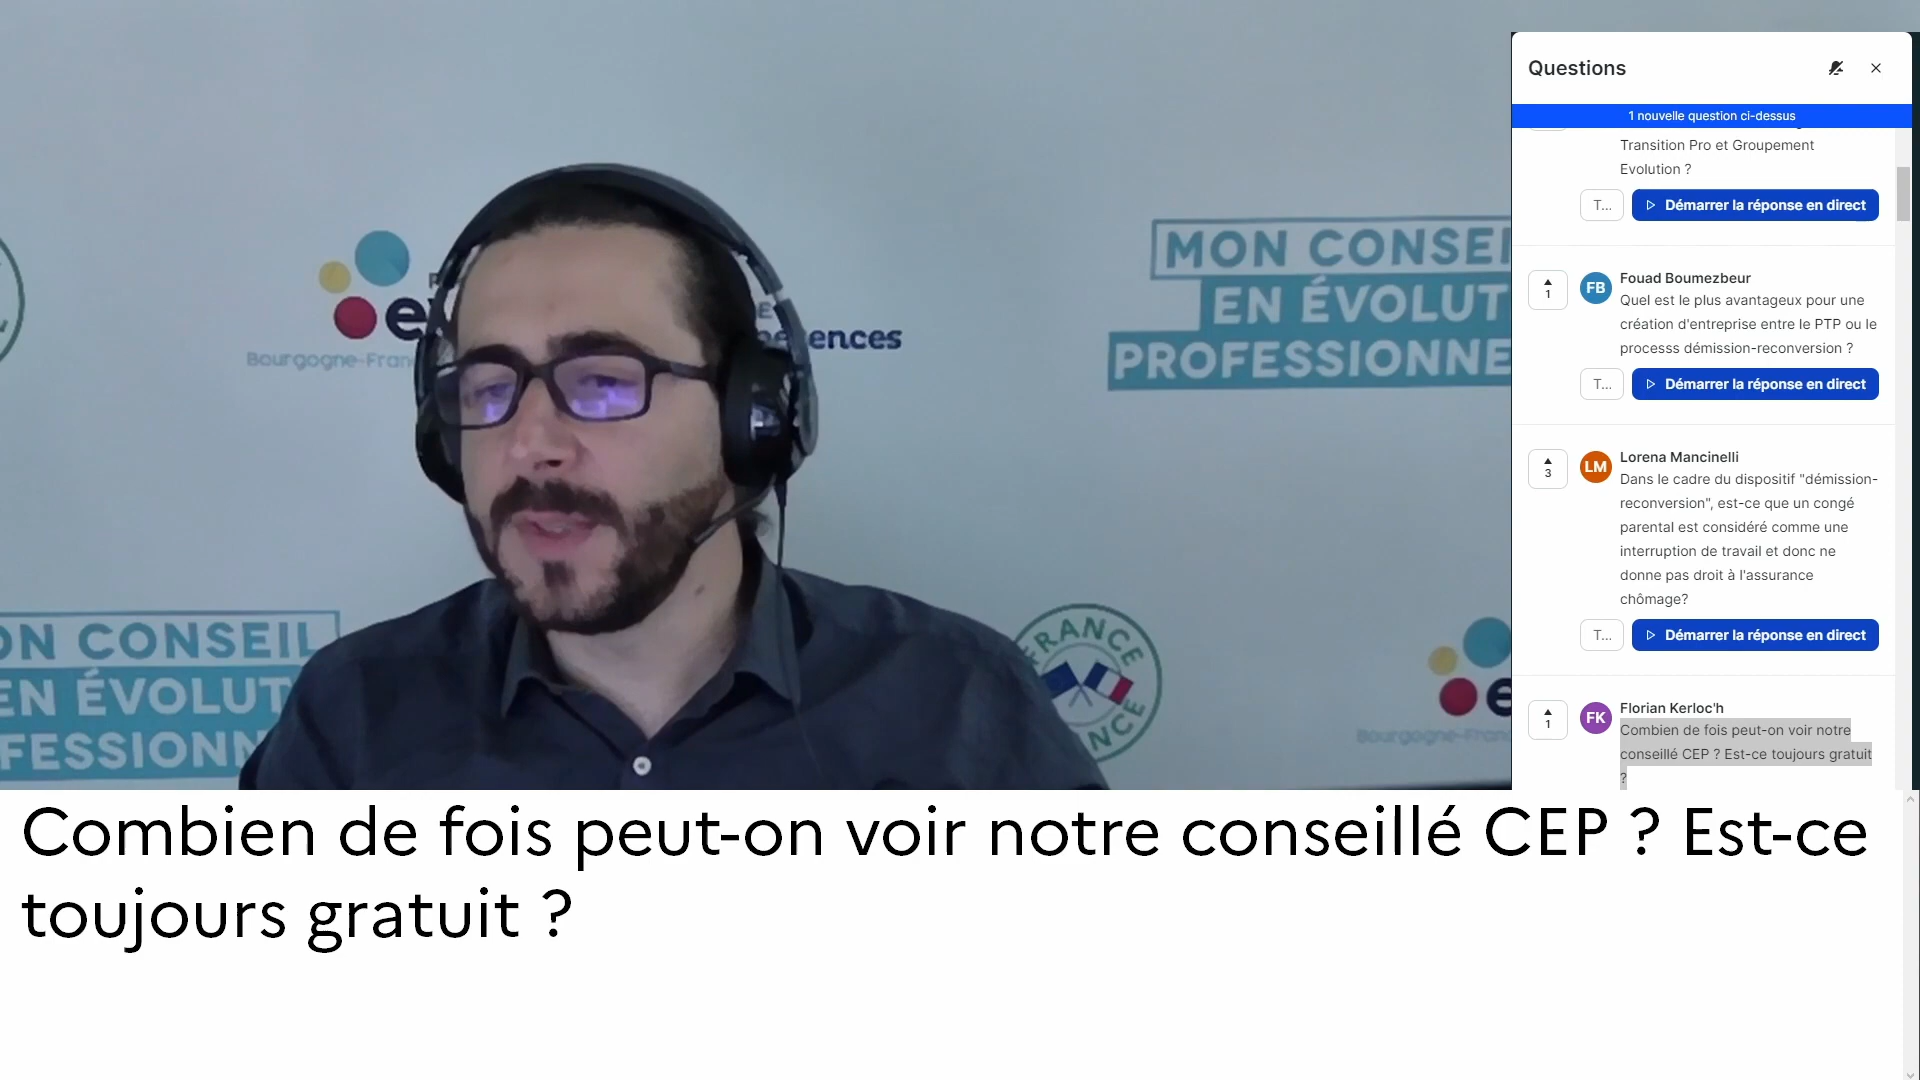 Questions
1 nouvelle question ci-dessus
Transition Pro et Groupement
Evolution ?
T...
Démarrer la réponse en direct
1
FB
Fouad Boumezbeur
Quel est le plus avantageux pour une
création d'entreprise entre le PTP ou le
processs démission-reconversion ?
T...
Démarrer la réponse en direct
3
LM
Lorena Mancinelli
Dans le cadre du dispositif "démission-
reconversion", est-ce que un congé
parental est considéré comme une
interruption de travail et donc ne
donne pas droit à l'assurance
chômage?
T...
Démarrer la réponse en direct
1
FK
Florian Kerloc'h
Combien de fois peut-on voir notre
conseillé CEP ? Est-ce toujours gratuit
?
MON CONSEI
EN ÉVOLUT
PROFESSIONNE
Bourgogne-Fran
ences
ON CONSEIL
EN ÉVOLUT
FESSIONN
FRANCE
Bourgogne-Franc
Combien de fois peut-on voir notre conseillé CEP ? Est-ce
toujours gratuit ?